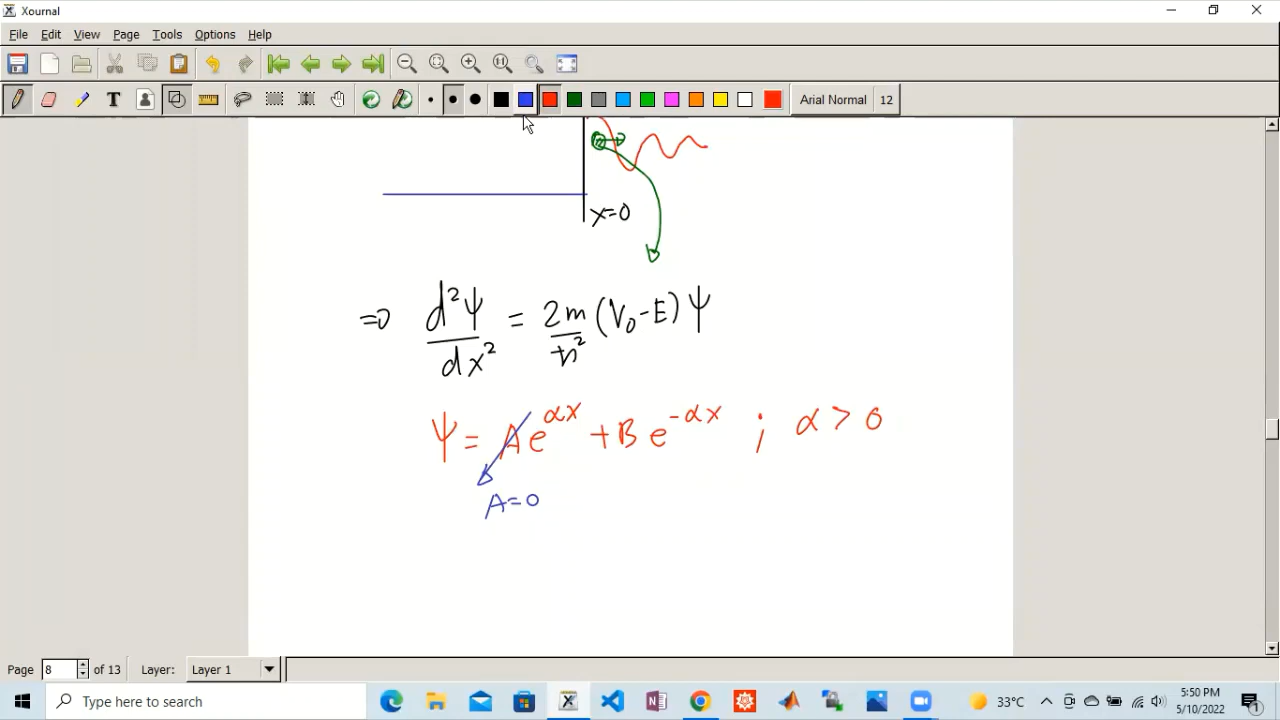 Xournal
File Edit View Page Tools Options Help
Arial Normal 12
x=0
⇒ d²Ψ/dx² = 2m/ħ² (V₀-E) Ψ
Ψ = A e^{αx} + B e^{-αx} ; α > 0
A=0
Page 8 of 13 Layer: Layer 1
Type here to search
33°C
5:50 PM
5/10/2022
1